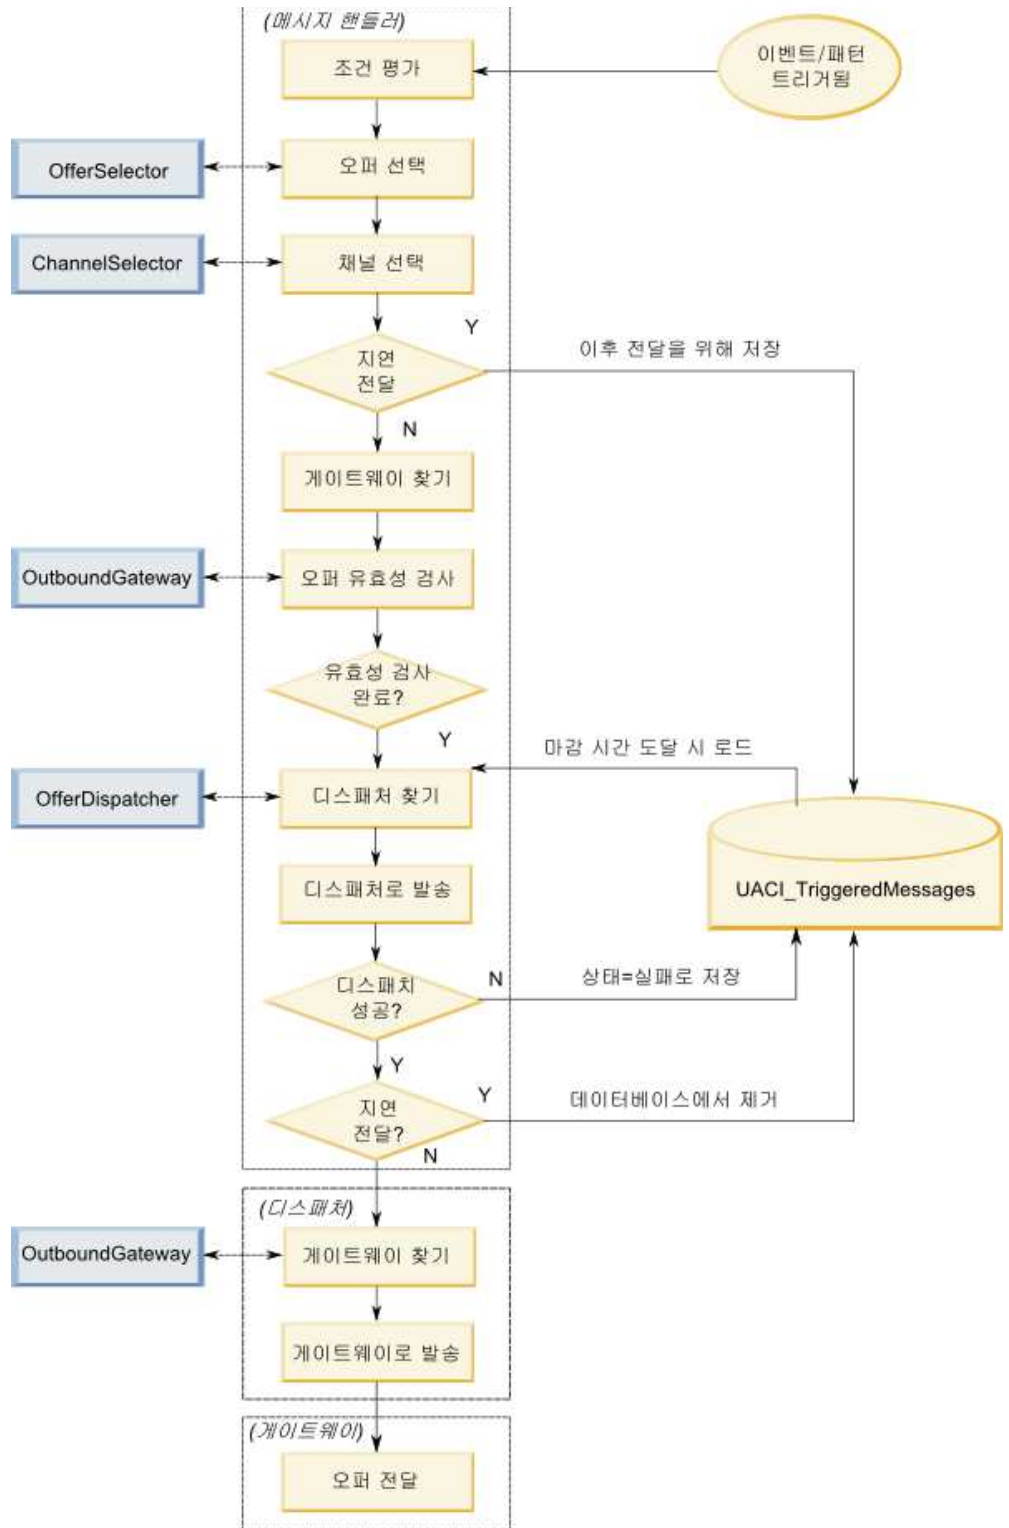 (메시지 핸들러)
조건 평가
이벤트/패턴
트리거됨
OfferSelector
오퍼 선택
ChannelSelector
채널 선택
Y
지연
전달
이후 전달을 위해 저장
N
게이트웨이 찾기
OutboundGateway
오퍼 유효성 검사
유효성 검사
완료?
Y
마감 시간 도달 시 로드
OfferDispatcher
디스패처 찾기
디스패처로 발송
UACI_TriggeredMessages
디스패치
성공?
N
상태=실패로 저장
Y
지연
전달?
Y
데이터베이스에서 제거
N
(디스패처)
OutboundGateway
게이트웨이 찾기
게이트웨이로 발송
(게이트웨이)
오퍼 전달